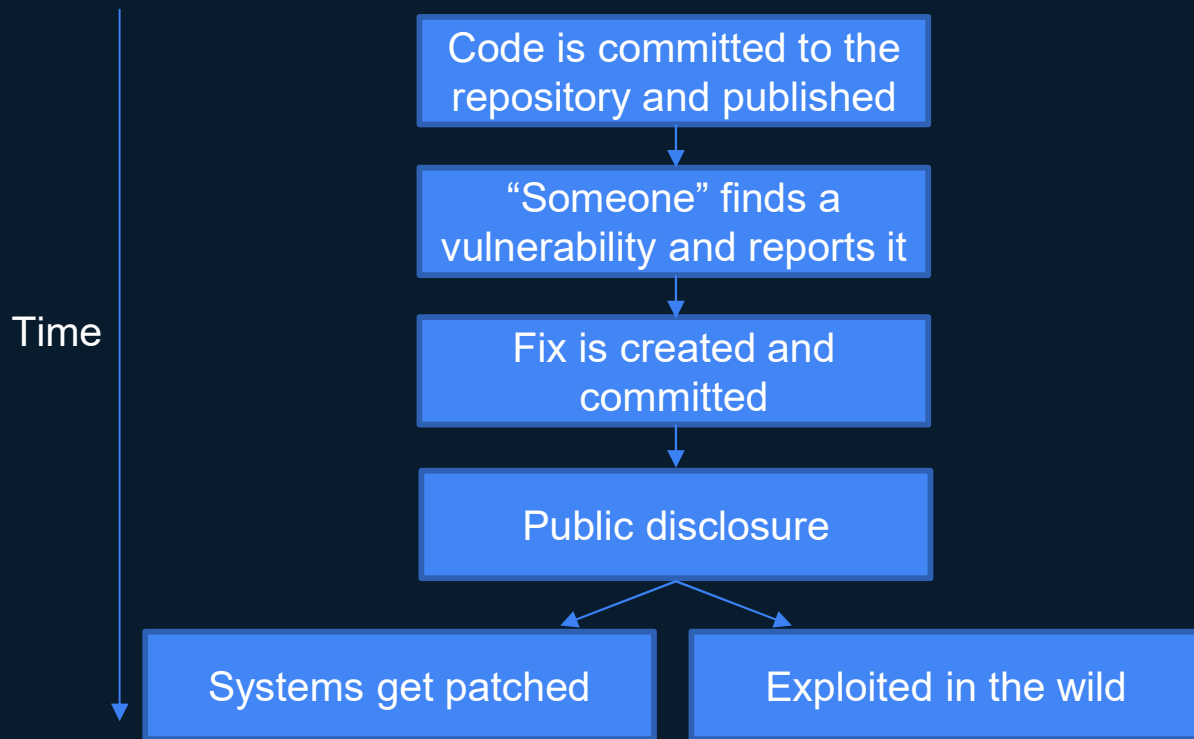 Code is committed to the
repository and published
“Someone” finds a
vulnerability and reports it
Time
Fix is created and
committed
Public disclosure
Systems get patched
Exploited in the wild